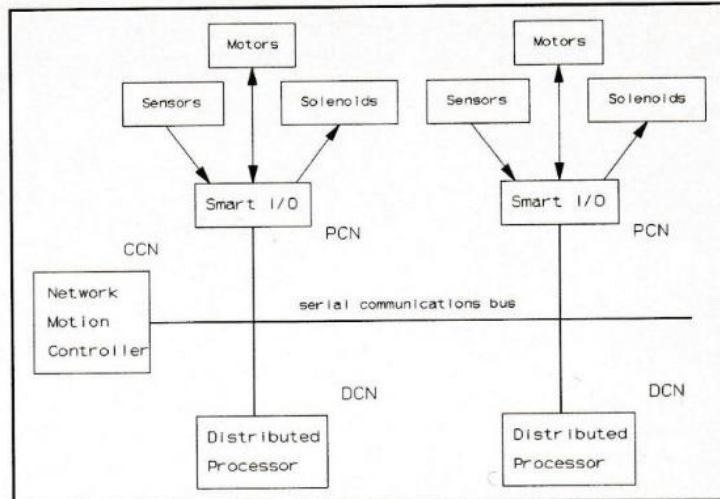 Motors
Motors
Sensors
Solenoids
Sensors
Solenoids
Smart I/O
Smart I/O
PCN
PCN
CCN
Network
Motion
Controller
serial communications bus
DCN
DCN
Distributed
Processor
Distributed
Processor